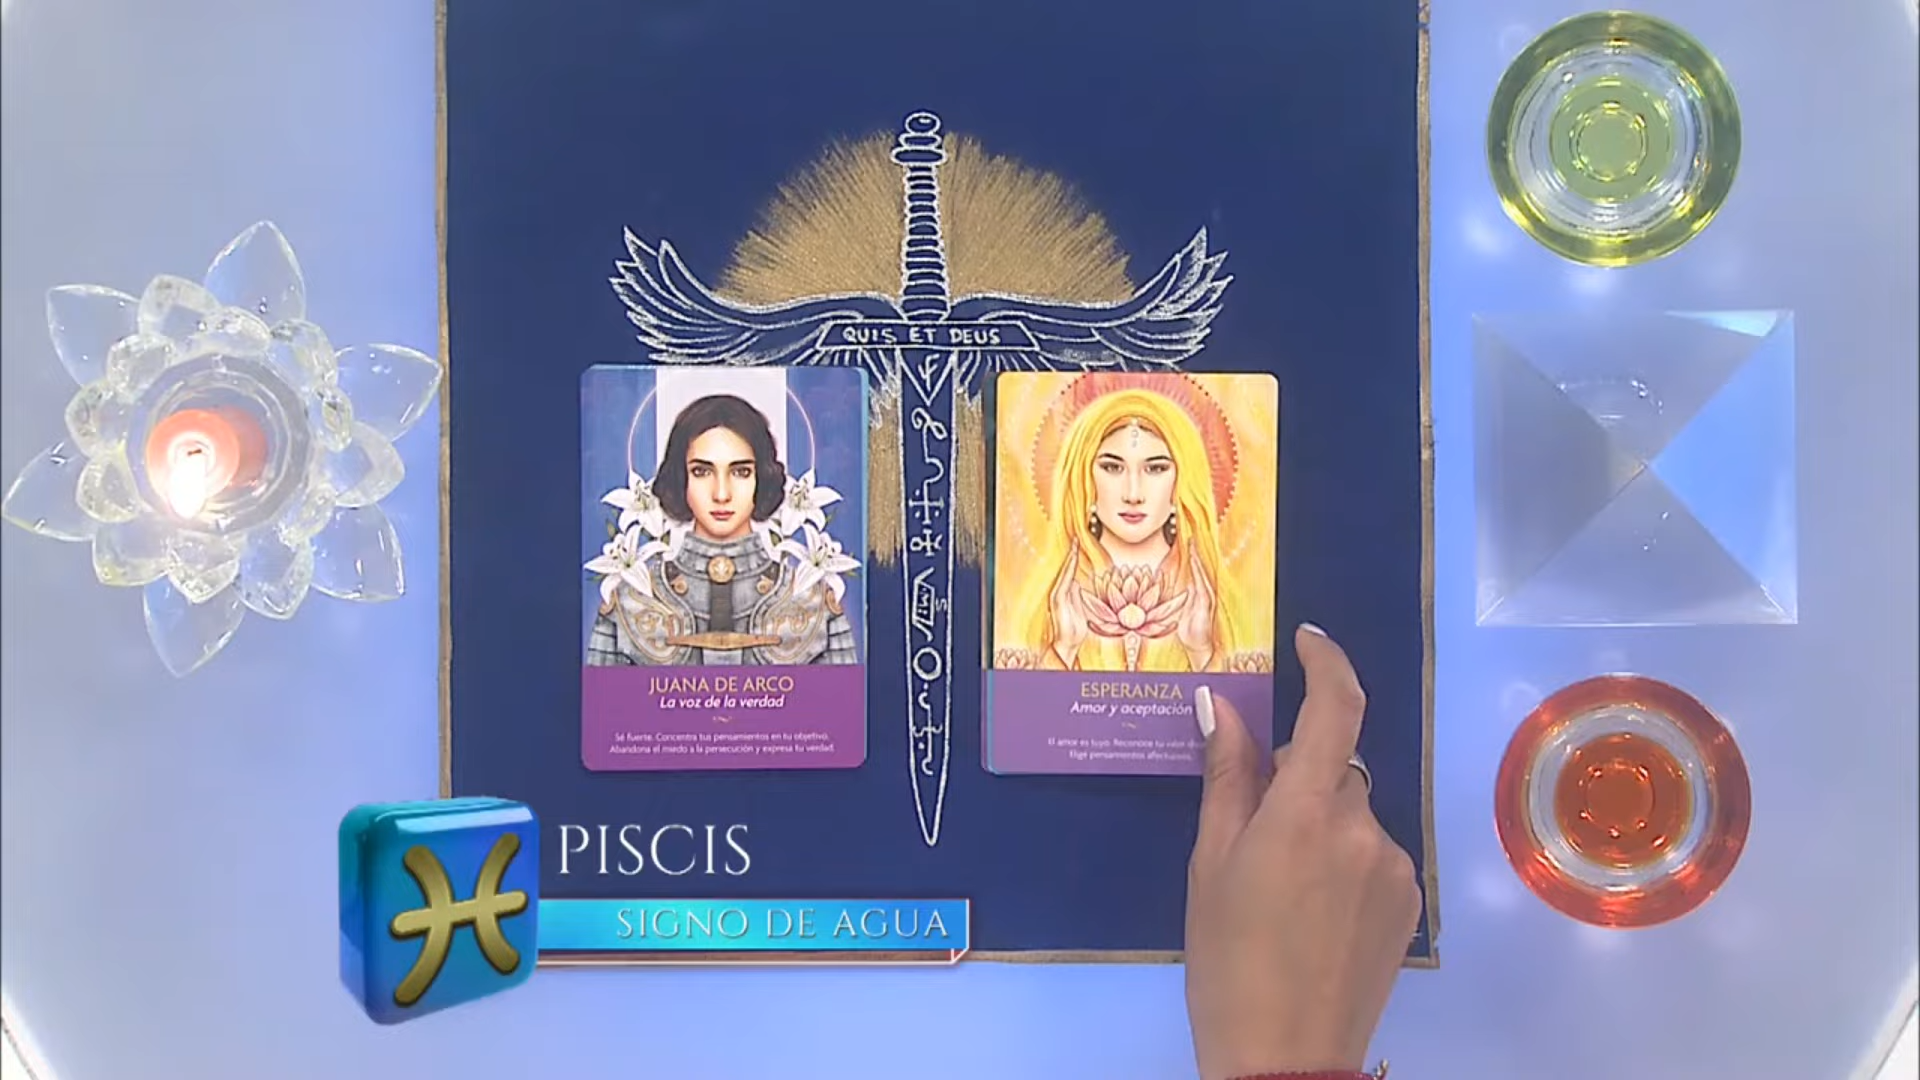 QUIS ET DEUS
JUANA DE ARCO
La voz de la verdad
Sé fuerte. Concentra tus pensamientos en tu objetivo.
Abandona el miedo a la persecución y expresa tu verdad.
ESPERANZA
Amor y aceptación
El amor es tuyo. Reconoce tu valor
Elige pensamientos afectuosos.
PISCIS
SIGNO DE AGUA